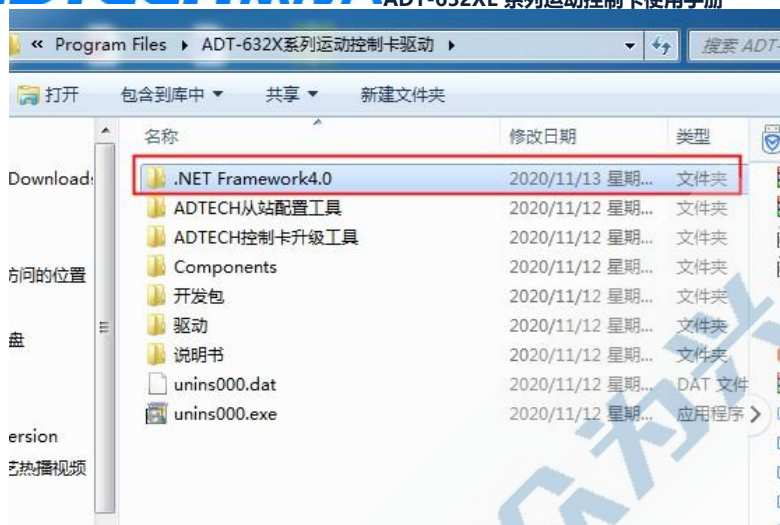 ADT-632XE 系列运动控制卡使用手册
« Program Files ▸ ADT-632X系列运动控制卡驱动 ▸
搜索 ADT-
打开 包含到库中 ▼ 共享 ▼ 新建文件夹
名称 修改日期 类型
.NET Framework4.0 2020/11/13 星期... 文件夹
ADTECH从站配置工具 2020/11/12 星期... 文件夹
ADTECH控制卡升级工具 2020/11/12 星期... 文件夹
Components 2020/11/12 星期... 文件夹
开发包 2020/11/12 星期... 文件夹
驱动 2020/11/12 星期... 文件夹
说明书 2020/11/12 星期... 文件夹
unins000.dat 2020/11/12 星期... DAT 文件
unins000.exe 2020/11/12 星期... 应用程序
Download
访问的位置
盘
ersion
艺热播视频
众为兴